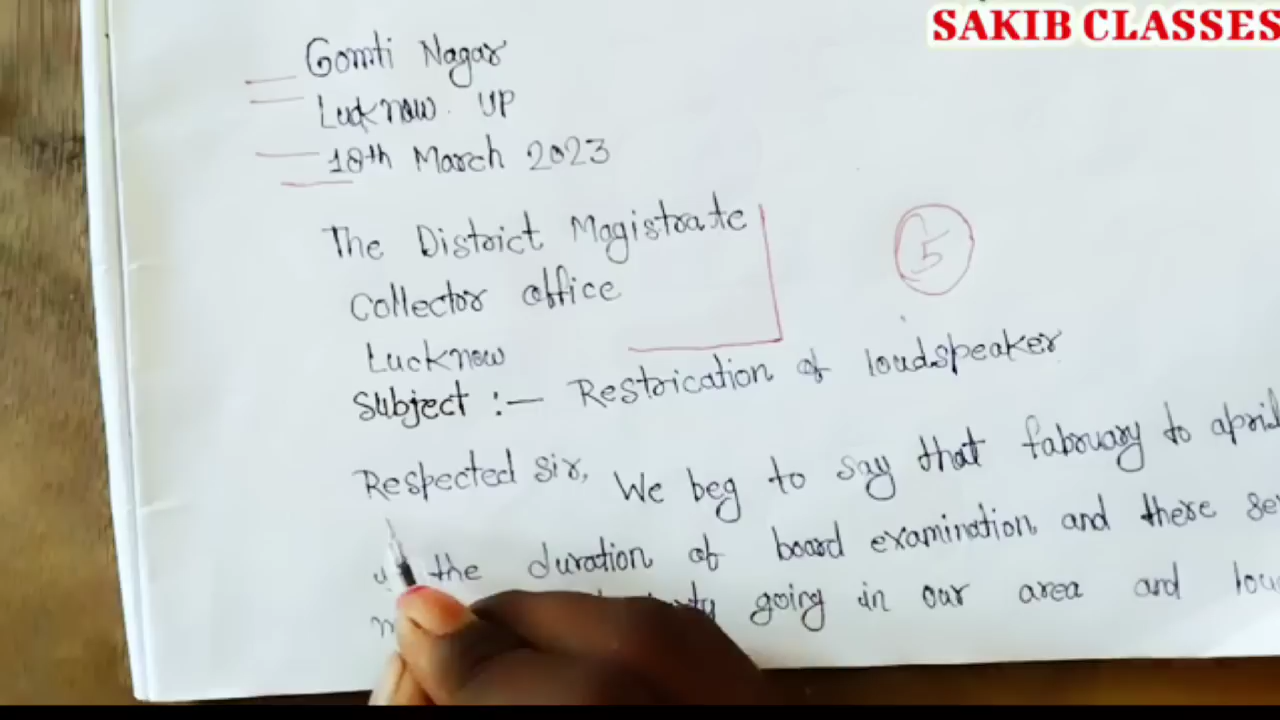 SAKIB CLASSES
Gomti Nagar
Lucknow. UP
18th March 2023
The District Magistrate
Collector office
Lucknow
5
Subject :— Restrication of loudspeaker
Respected sir, We beg to say that fabruary to april
the duration of board examination and there
going in our area and